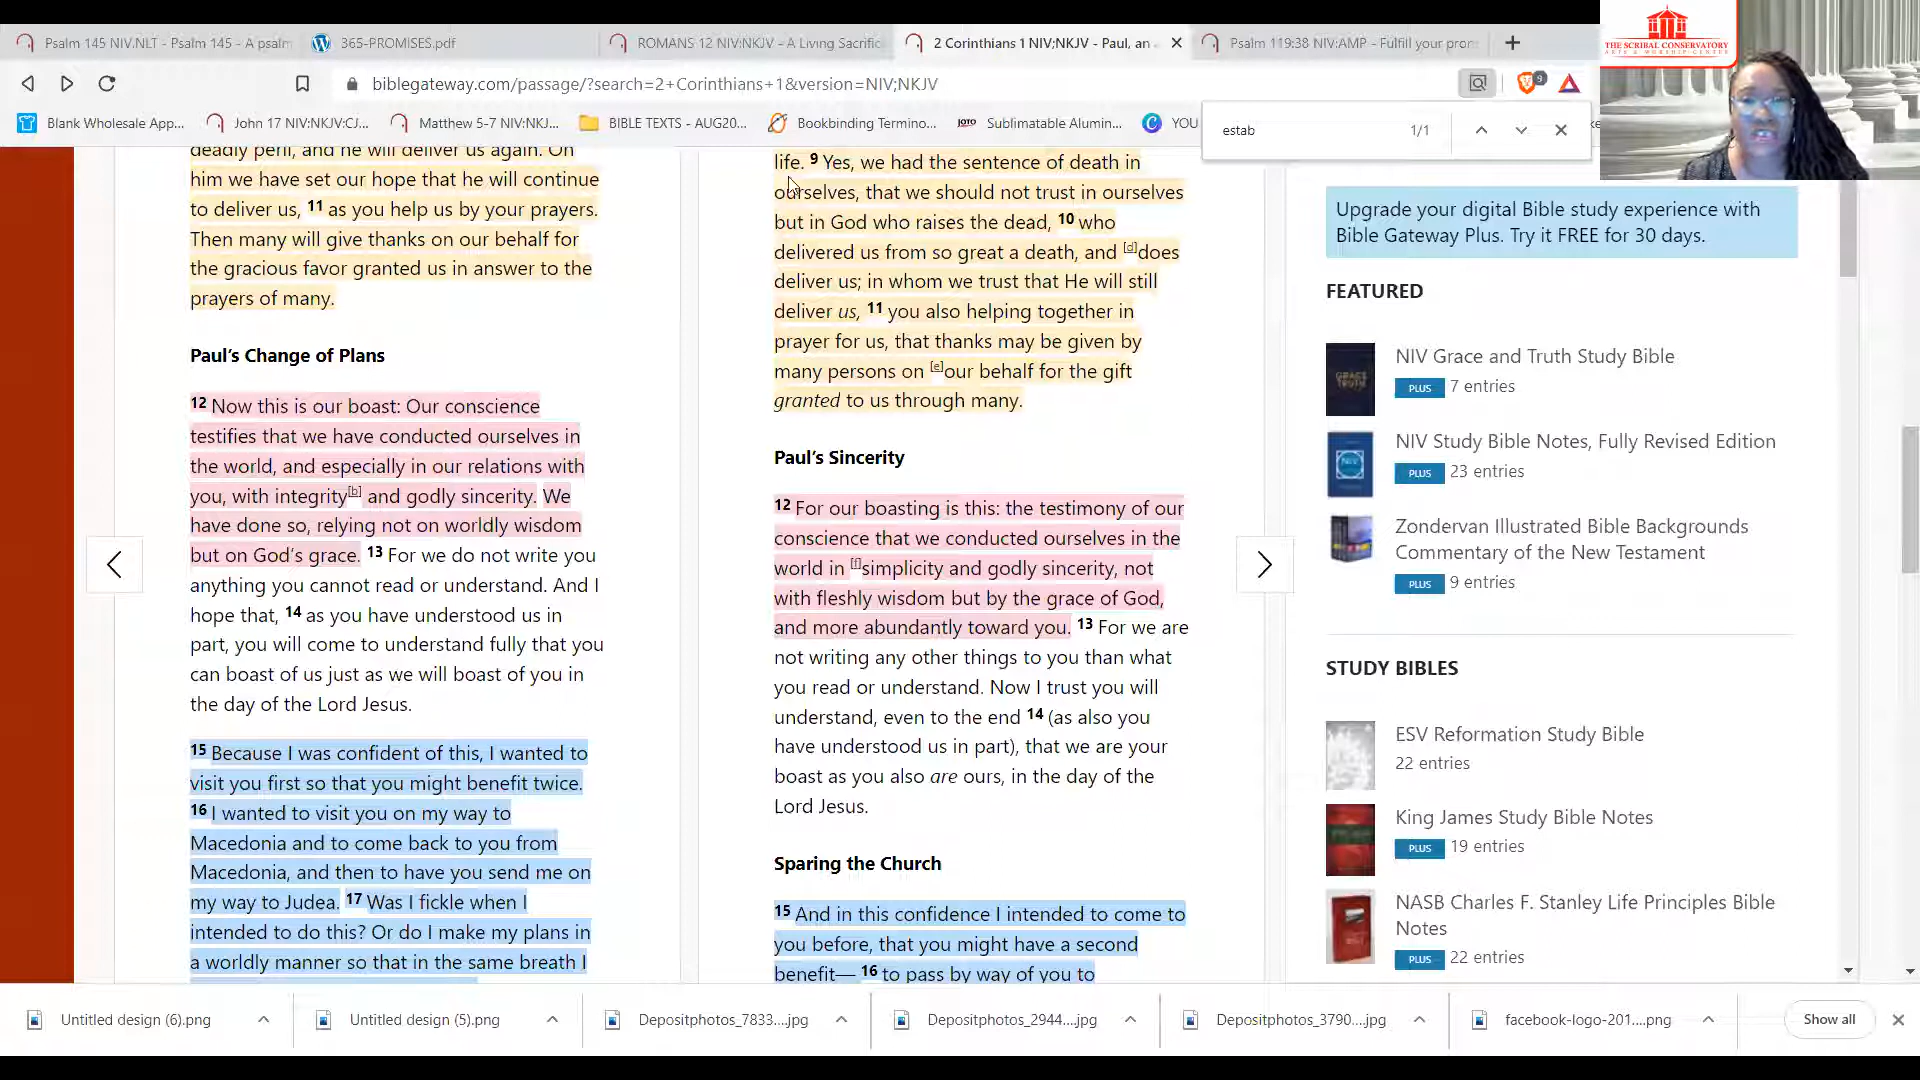 Psalm 145 NIV.NLT - Psalm 145 - A psalm
365-PROMISES.pdf
ROMANS 12 NIV:NKJV - A Living Sacrific
2 Corinthians 1 NIV;NKJV - Paul, an
Psalm 119:38 NIV:AMP - Fulfill your prom
biblegateway.com/passage/?search=2+Corinthians+1&version=NIV;NKJV
9
THE SCRIBAL CONSERVATORY
ARTS & WORSHIP CENTER
Blank Wholesale App...
John 17 NIV:NKJV:CJ...
Matthew 5-7 NIV:NKJ...
BIBLE TEXTS - AUG20...
Bookbinding Termino...
JOTO
Sublimatable Alumin...
YOU
estab
1/1
deadly peril, and he will deliver us again. On
him we have set our hope that he will continue
to deliver us, 11 as you help us by your prayers.
Then many will give thanks on our behalf for
the gracious favor granted us in answer to the
prayers of many.
Paul’s Change of Plans
12 Now this is our boast: Our conscience
testifies that we have conducted ourselves in
the world, and especially in our relations with
you, with integrity[b] and godly sincerity. We
have done so, relying not on worldly wisdom
but on God’s grace. 13 For we do not write you
anything you cannot read or understand. And I
hope that, 14 as you have understood us in
part, you will come to understand fully that you
can boast of us just as we will boast of you in
the day of the Lord Jesus.
15 Because I was confident of this, I wanted to
visit you first so that you might benefit twice.
16 I wanted to visit you on my way to
Macedonia and to come back to you from
Macedonia, and then to have you send me on
my way to Judea. 17 Was I fickle when I
intended to do this? Or do I make my plans in
a worldly manner so that in the same breath I
life. 9 Yes, we had the sentence of death in
ourselves, that we should not trust in ourselves
but in God who raises the dead, 10 who
delivered us from so great a death, and [d]does
deliver us; in whom we trust that He will still
deliver us, 11 you also helping together in
prayer for us, that thanks may be given by
many persons on [e]our behalf for the gift
granted to us through many.
Paul’s Sincerity
12 For our boasting is this: the testimony of our
conscience that we conducted ourselves in the
world in [f]simplicity and godly sincerity, not
with fleshly wisdom but by the grace of God,
and more abundantly toward you. 13 For we are
not writing any other things to you than what
you read or understand. Now I trust you will
understand, even to the end 14 (as also you
have understood us in part), that we are your
boast as you also are ours, in the day of the
Lord Jesus.
Sparing the Church
15 And in this confidence I intended to come to
you before, that you might have a second
benefit— 16 to pass by way of you to
Upgrade your digital Bible study experience with
Bible Gateway Plus. Try it FREE for 30 days.
FEATURED
NIV Grace and Truth Study Bible
PLUS 7 entries
NIV Study Bible Notes, Fully Revised Edition
PLUS 23 entries
Zondervan Illustrated Bible Backgrounds
Commentary of the New Testament
PLUS 9 entries
STUDY BIBLES
ESV Reformation Study Bible
22 entries
King James Study Bible Notes
PLUS 19 entries
NASB Charles F. Stanley Life Principles Bible
Notes
PLUS 22 entries
Untitled design (6).png
Untitled design (5).png
Depositphotos_7833....jpg
Depositphotos_2944....jpg
Depositphotos_3790....jpg
facebook-logo-201....png
Show all